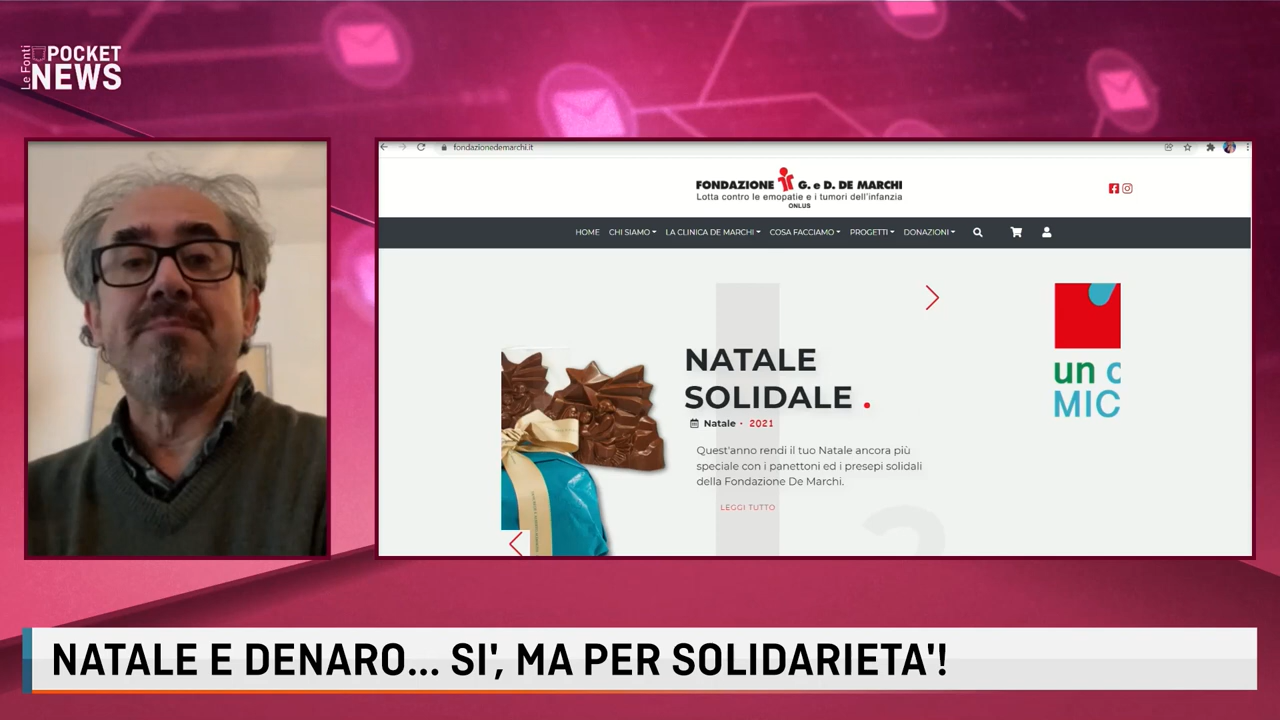 Le Fonti
POCKET
NEWS
fondazionedemarchi.it
FONDAZIONE G. e D. DE MARCHI
Lotta contro le emopatie e i tumori dell'infanzia
ONLUS
HOME CHI SIAMO LA CLINICA DE MARCHI COSA FACCIAMO PROGETTI DONAZIONI
NATALE
SOLIDALE .
Natale • 2021
Quest'anno rendi il tuo Natale ancora più
speciale con i panettoni ed i presepi solidali
della Fondazione De Marchi.
LEGGI TUTTO
2
un c
MIC
NATALE E DENARO... SI', MA PER SOLIDARIETA'!